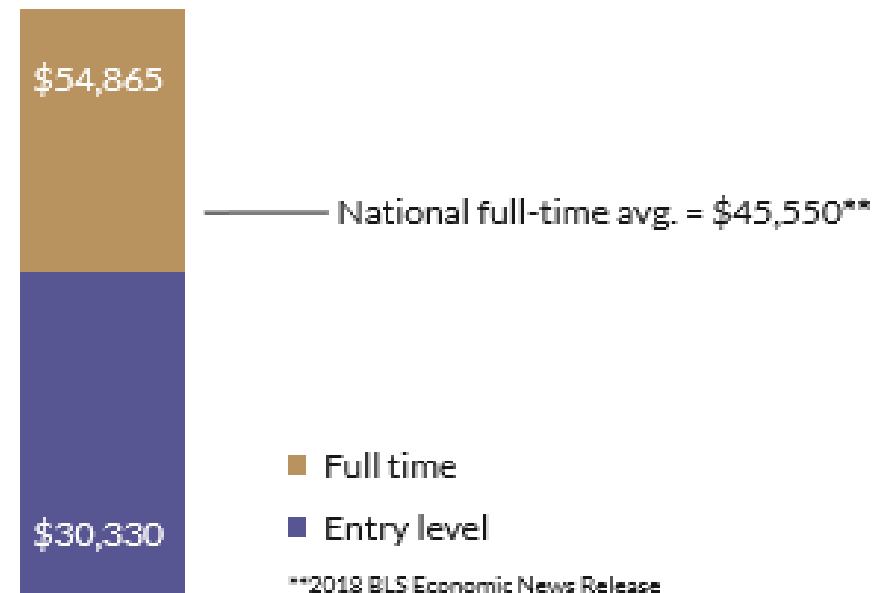 $54,865
National full-time avg. = $45,550**
Full time
Entry level
$30,330
**2018 BLS Economic News Release